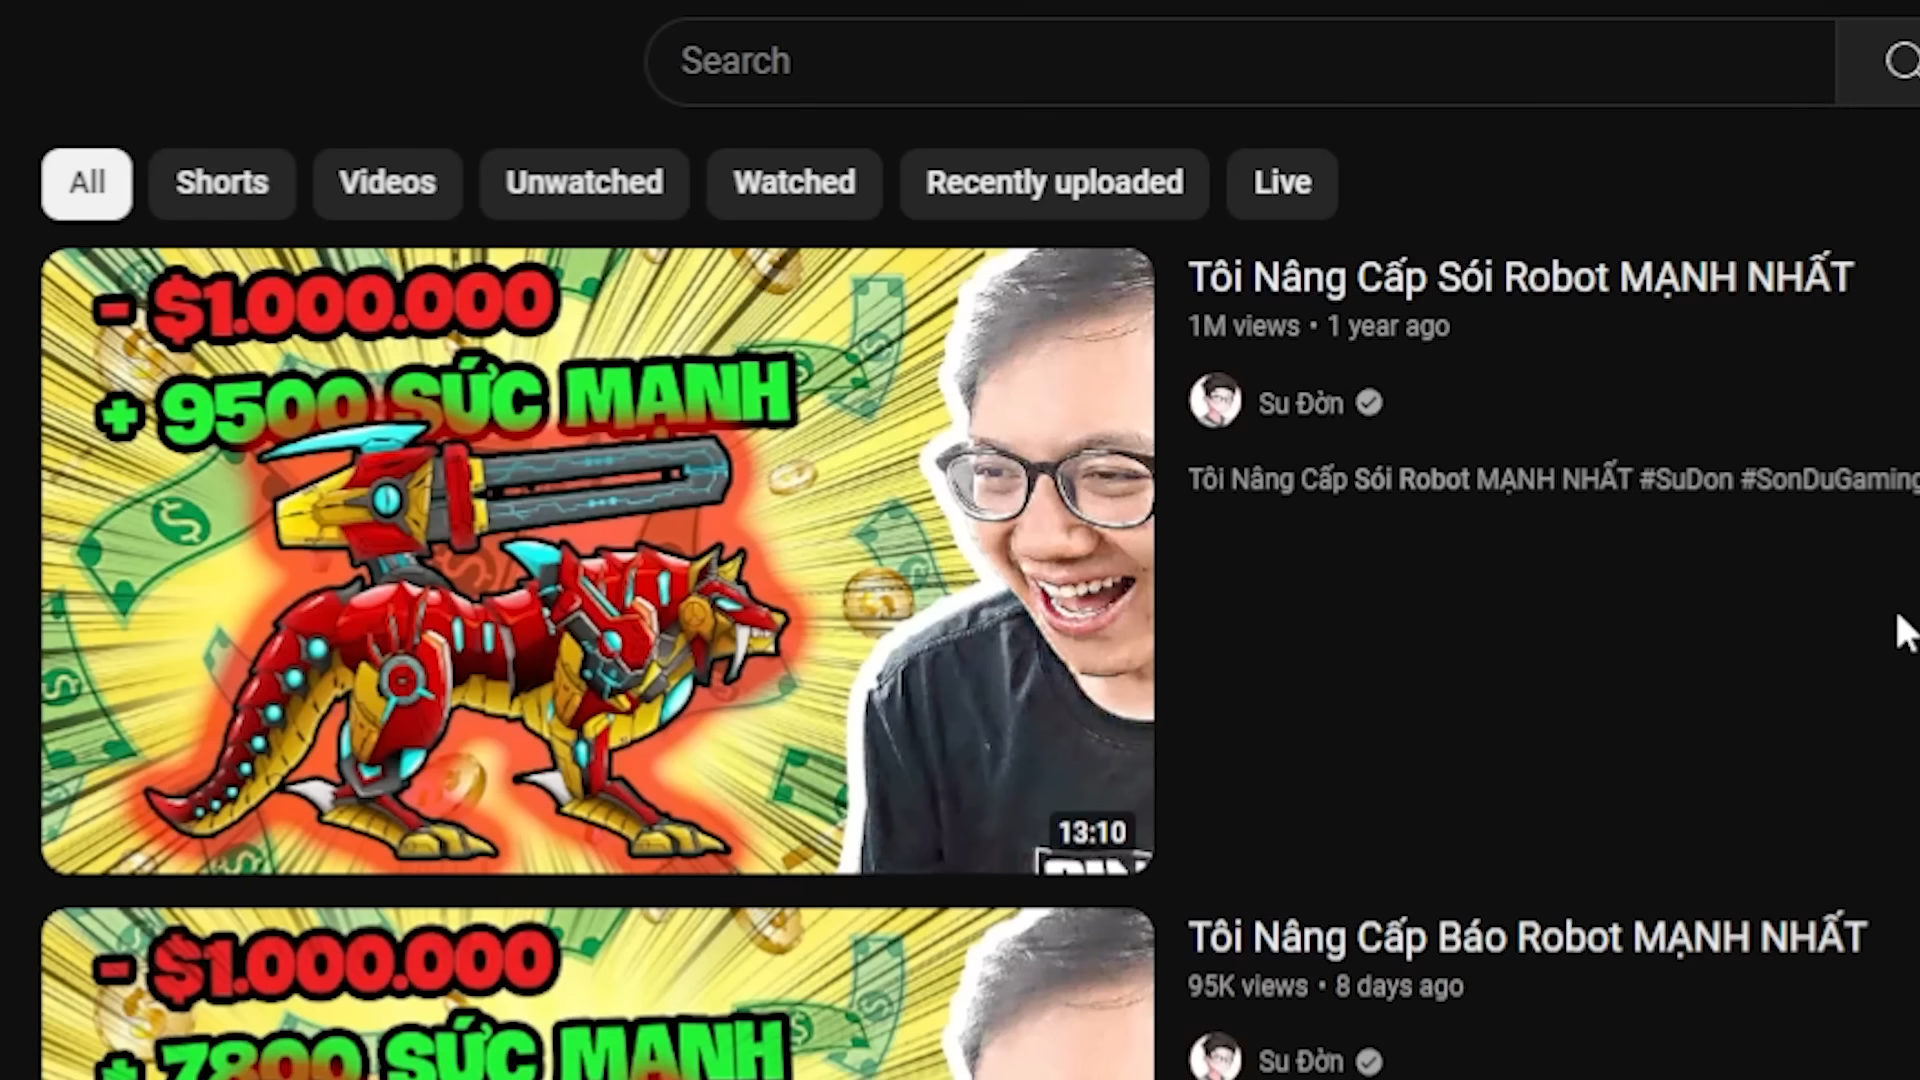 Search
All
Shorts
Videos
Unwatched
Watched
Recently uploaded
Live
- $1.000.000
+ 9500 SỨC MẠNH
13:10
Tôi Nâng Cấp Sói Robot MẠNH NHẤT
1M views • 1 year ago
Su Đờn
Tôi Nâng Cấp Sói Robot MẠNH NHẤT #SuDon #SonDuGaming
- $1.000.000
+ 7800 SỨC MẠNH
Tôi Nâng Cấp Báo Robot MẠNH NHẤT
95K views • 8 days ago
Su Đờn